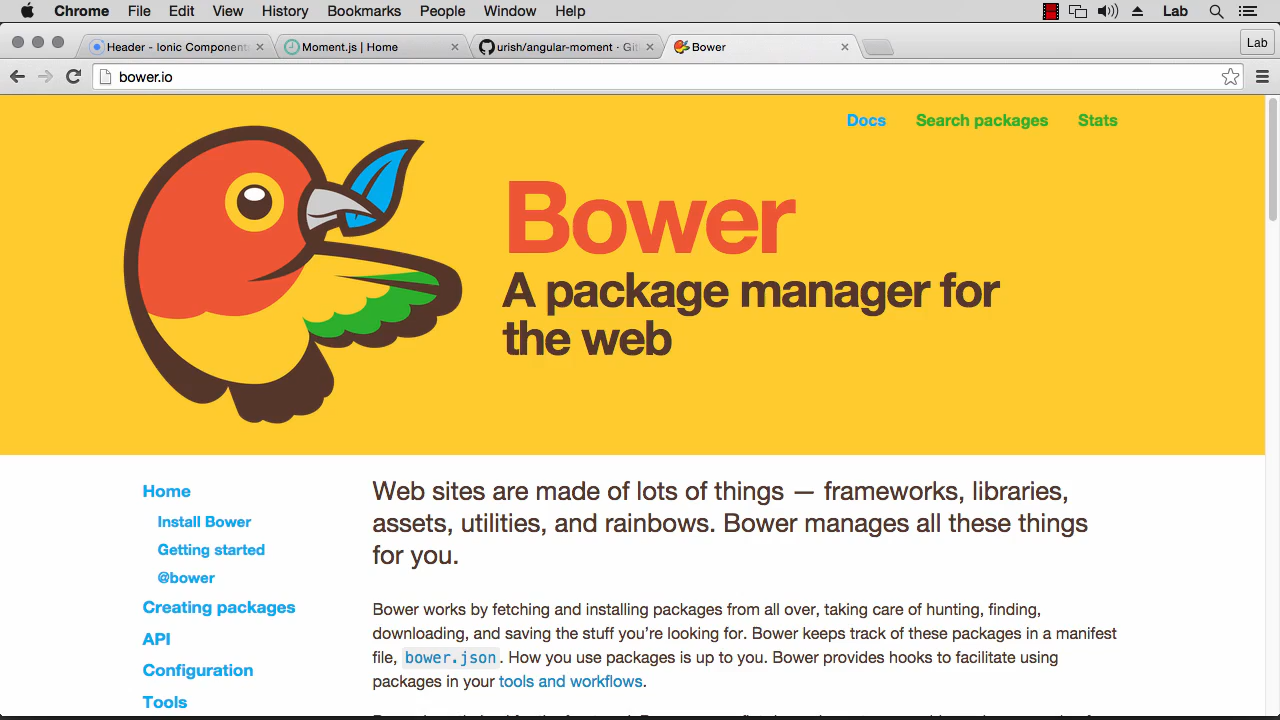 Chrome File Edit View History Bookmarks People Window Help Lab
Header - Ionic Component Moment.js | Home urish/angular-moment · Git Bower Lab
bower.io
Docs Search packages Stats
Bower
A package manager for
the web
Home
Install Bower
Getting started
@bower
Creating packages
API
Configuration
Tools
Web sites are made of lots of things — frameworks, libraries,
assets, utilities, and rainbows. Bower manages all these things
for you.
Bower works by fetching and installing packages from all over, taking care of hunting, finding,
downloading, and saving the stuff you’re looking for. Bower keeps track of these packages in a manifest
file, bower.json. How you use packages is up to you. Bower provides hooks to facilitate using
packages in your tools and workflows.